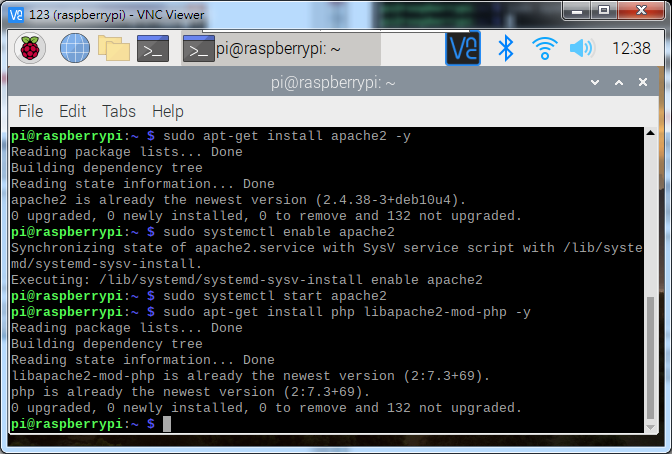 123 (raspberrypi) - VNC Viewer
pi@raspberrypi: ~
12:38
pi@raspberrypi: ~
File Edit Tabs Help
pi@raspberrypi:~ $ sudo apt-get install apache2 -y
Reading package lists... Done
Building dependency tree
Reading state information... Done
apache2 is already the newest version (2.4.38-3+deb10u4).
0 upgraded, 0 newly installed, 0 to remove and 132 not upgraded.
pi@raspberrypi:~ $ sudo systemctl enable apache2
Synchronizing state of apache2.service with SysV service script with /lib/syste
md/systemd-sysv-install.
Executing: /lib/systemd/systemd-sysv-install enable apache2
pi@raspberrypi:~ $ sudo systemctl start apache2
pi@raspberrypi:~ $ sudo apt-get install php libapache2-mod-php -y
Reading package lists... Done
Building dependency tree
Reading state information... Done
libapache2-mod-php is already the newest version (2:7.3+69).
php is already the newest version (2:7.3+69).
0 upgraded, 0 newly installed, 0 to remove and 132 not upgraded.
pi@raspberrypi:~ $